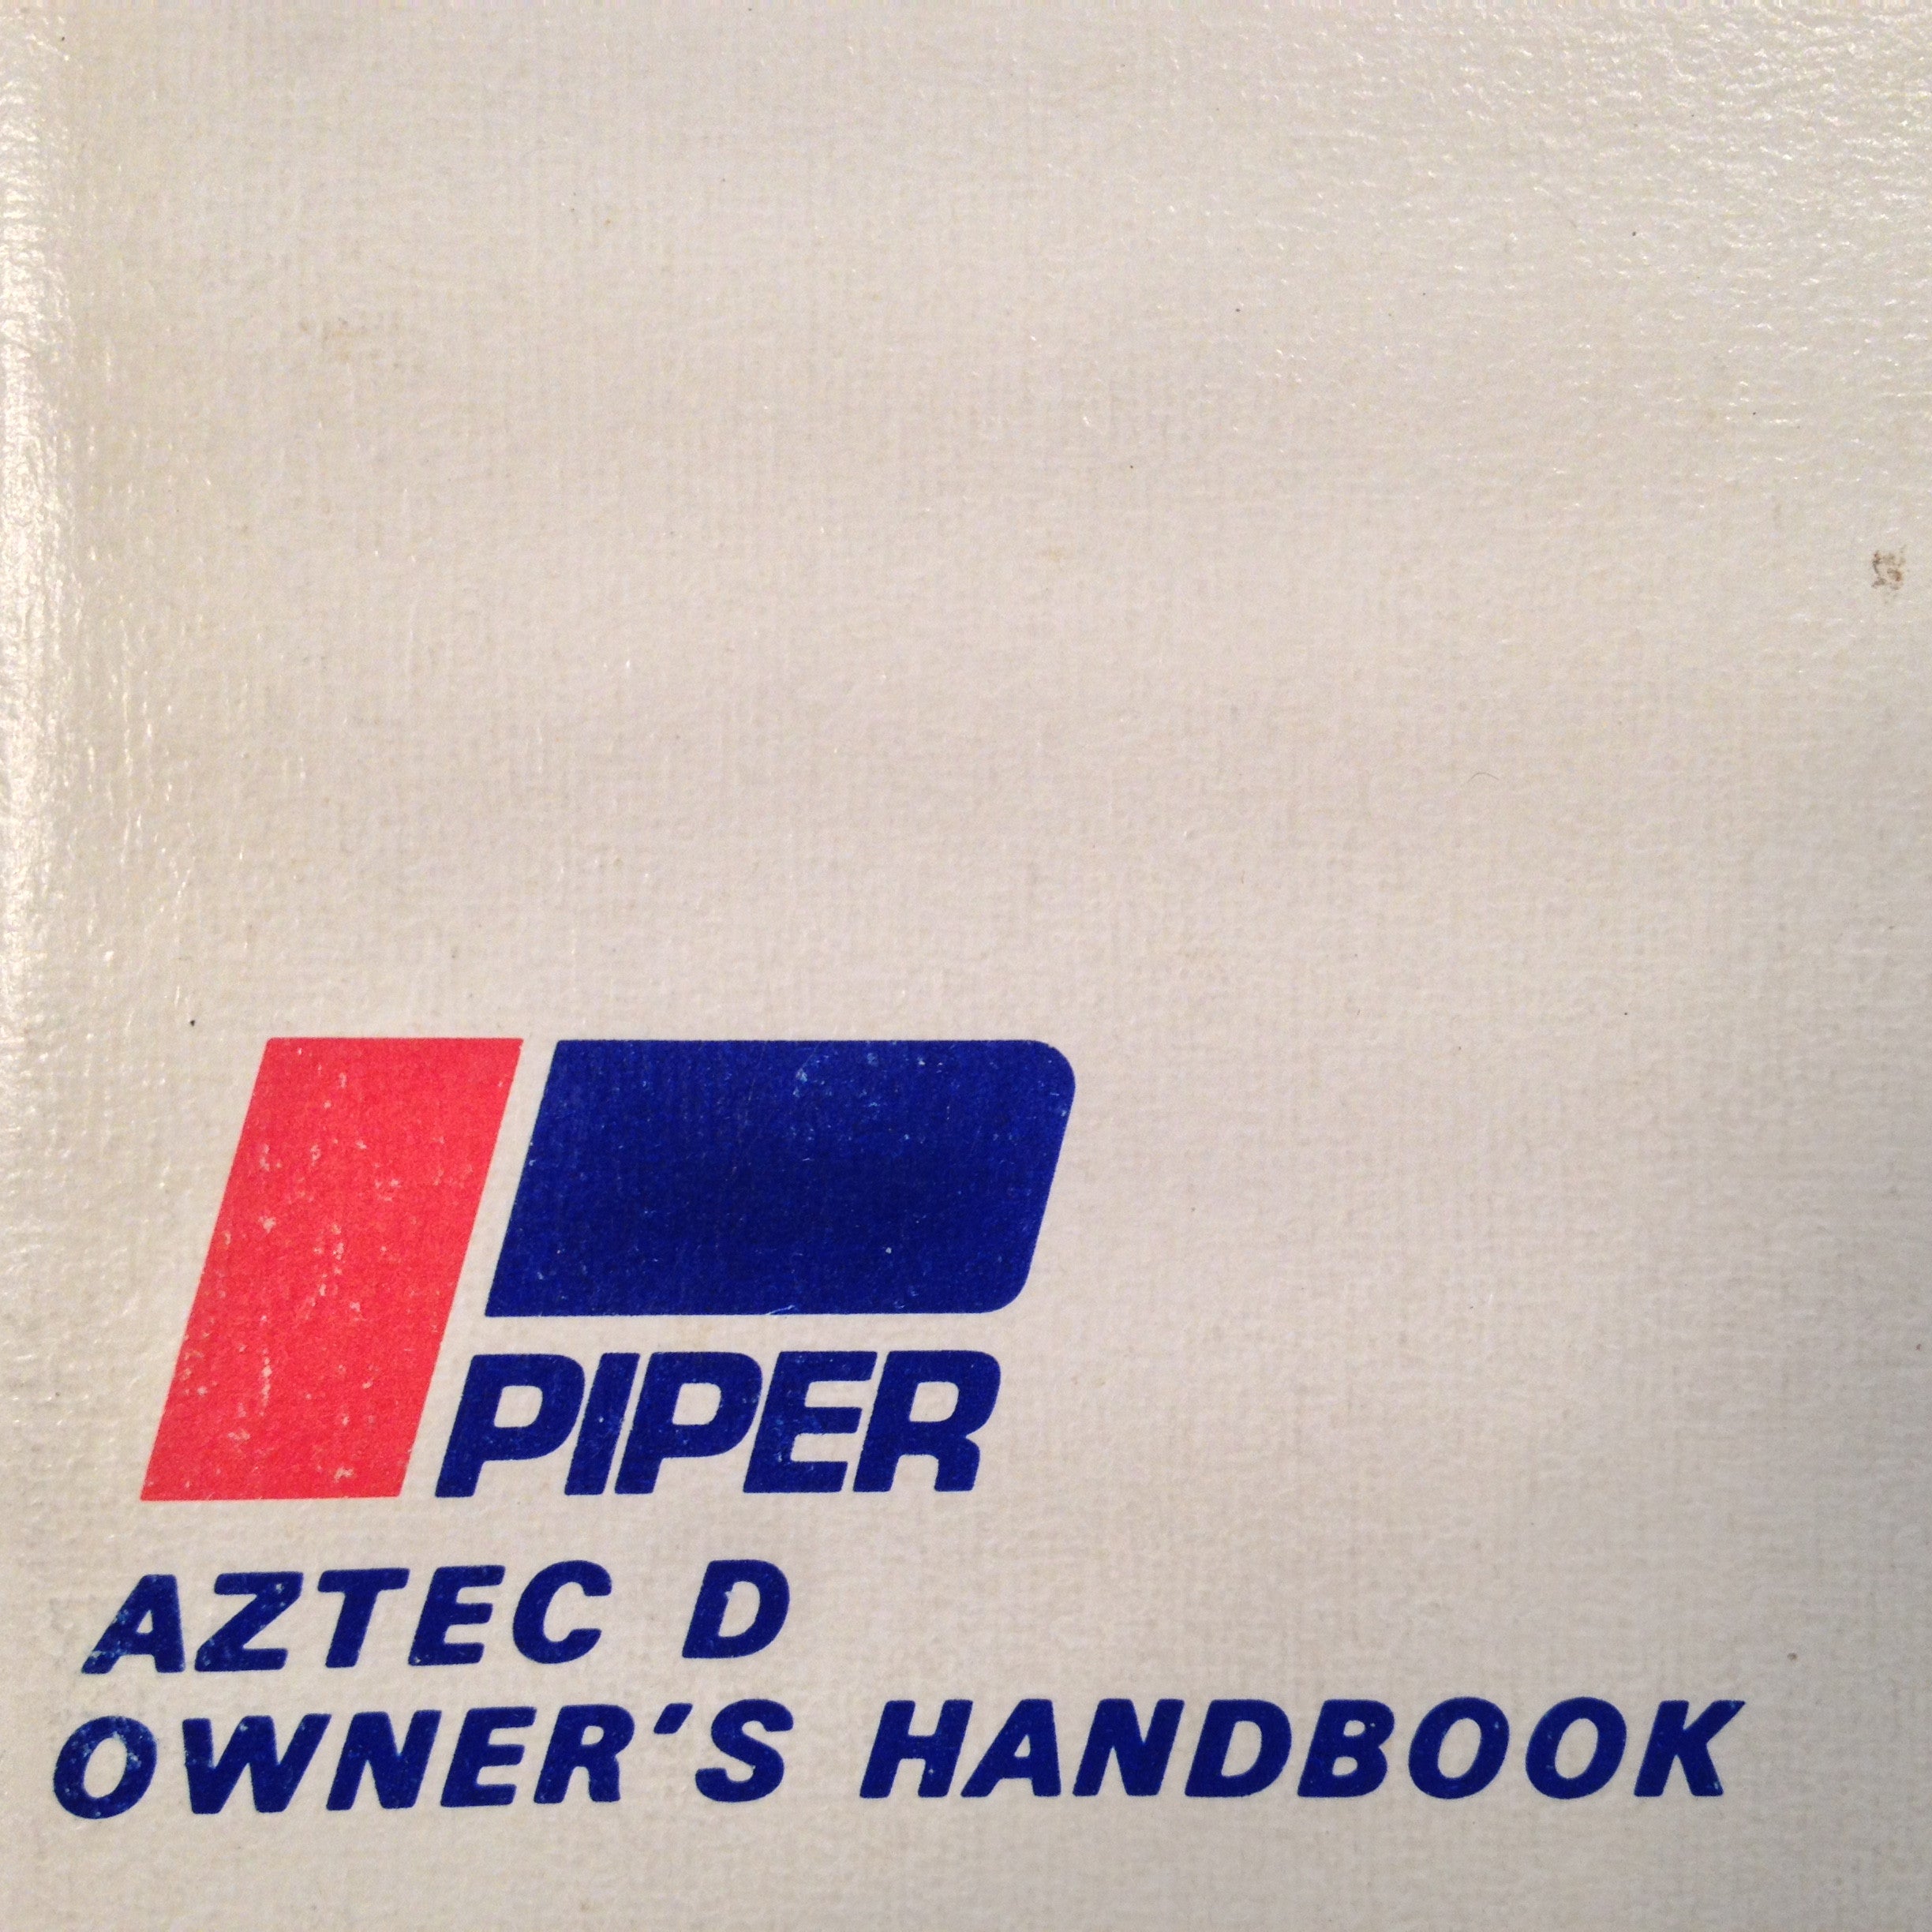 PIPER
AZTEC D
OWNER'S HANDBOOK